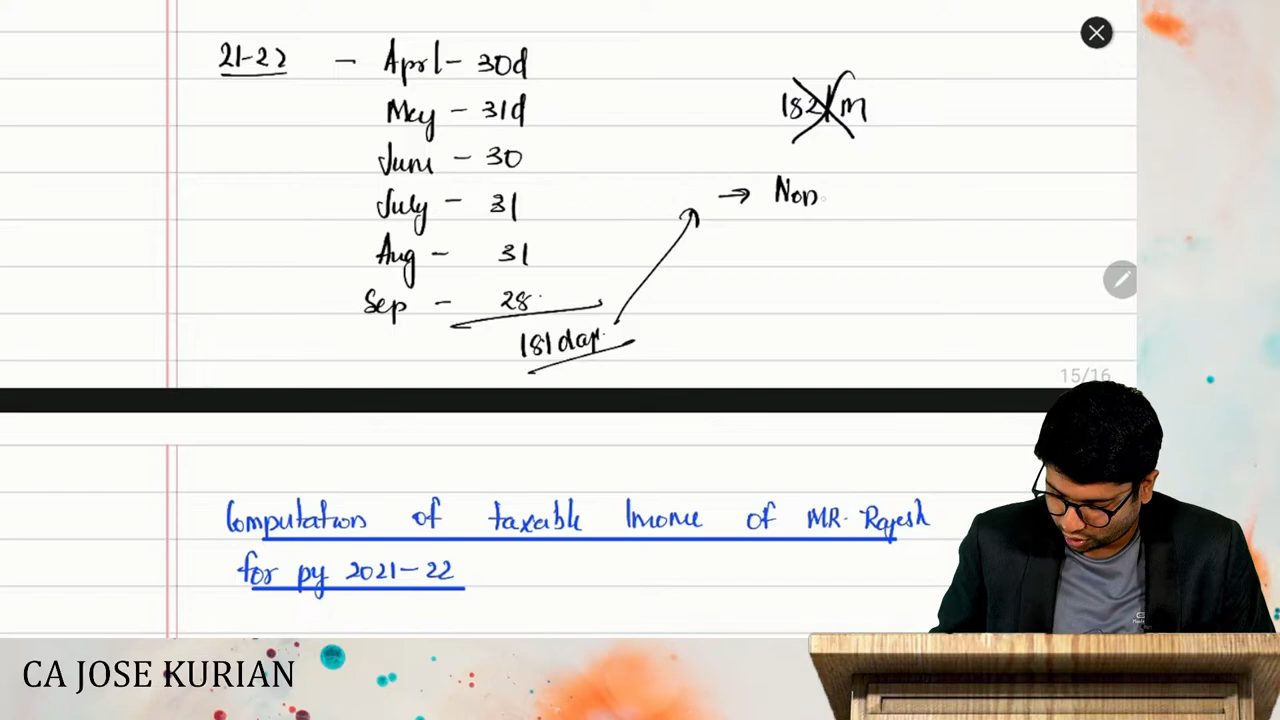 21-22 - April - 30d
May - 31d
June - 30
July - 31
Aug - 31
Sep - 28
181 days
182
→ Non
15/16
Computation of taxable Income of MR. Rajesh
for py 2021-22
CA JOSE KURIAN